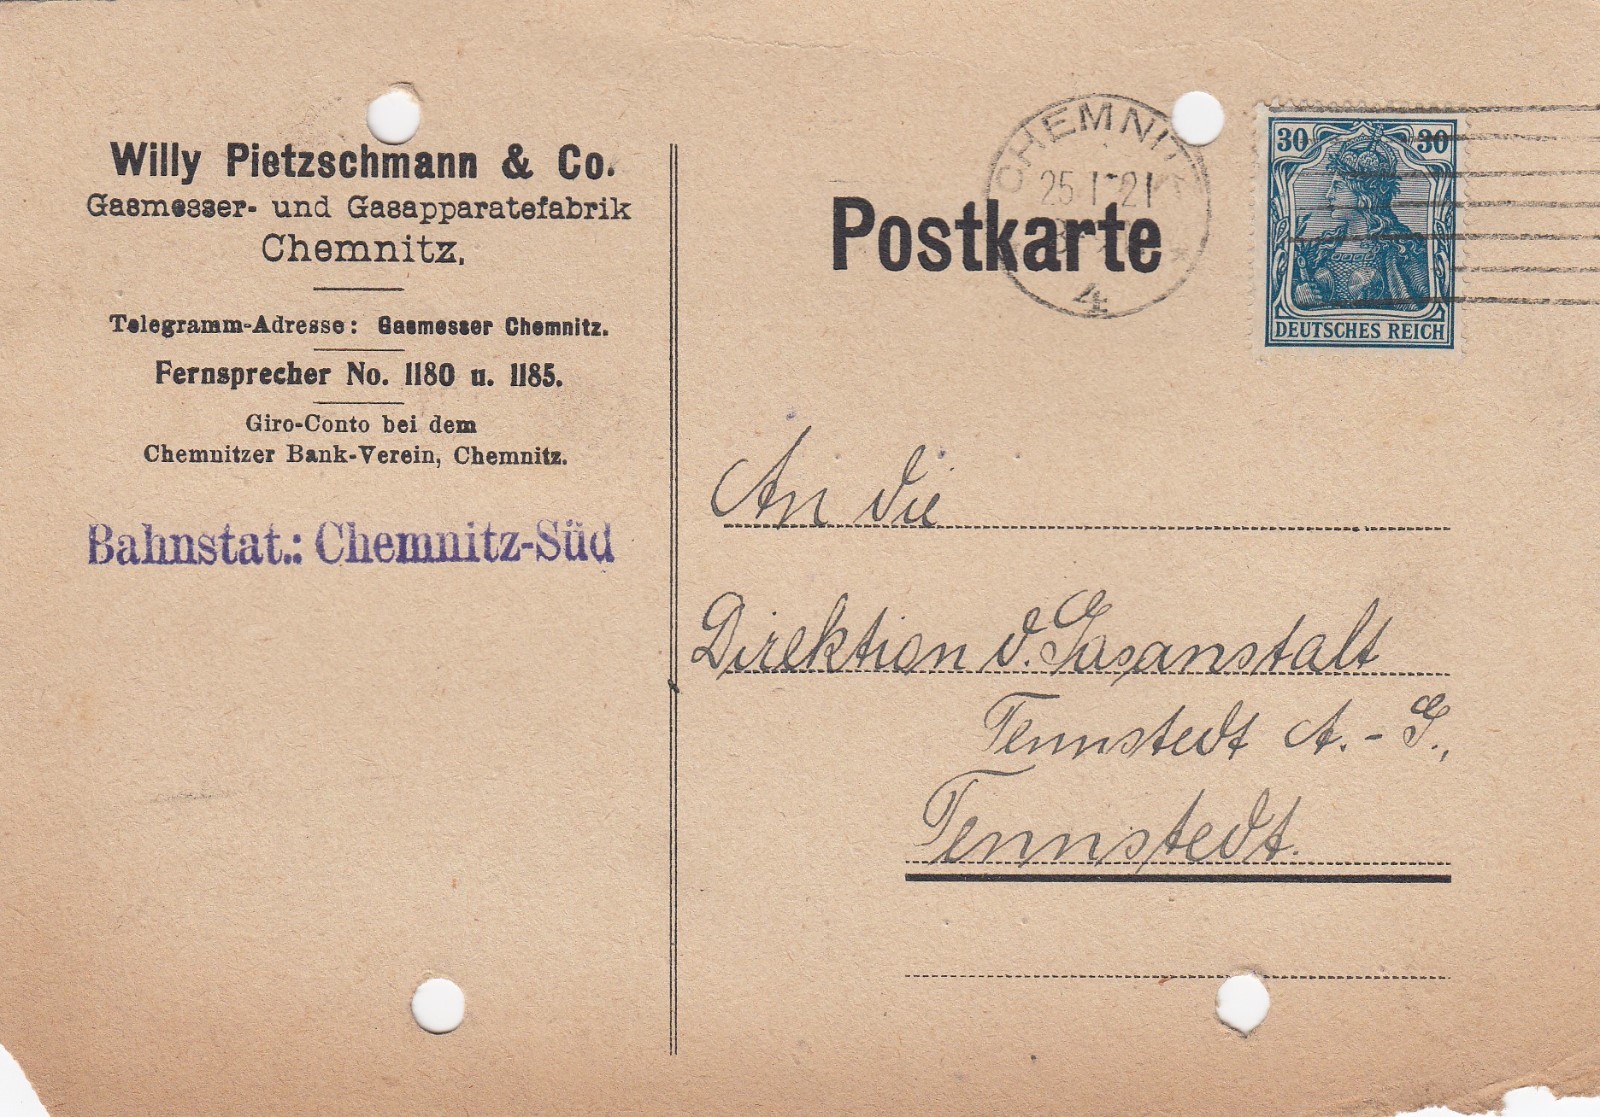 Willy Pietzschmann & Co.
Gasmesser- und Gasapparatefabrik
Chemnitz,
Telegramm-Adresse: Gasmesser Chemnitz.
Fernsprecher No. 1180 u. 1185.
Giro-Conto bei dem
Chemnitzer Bank-Verein, Chemnitz.
Bahnstat.: Chemnitz-Süd
Postkarte
25.1.21
4
30 30
DEUTSCHES REICH
An die
Direktion d. Gasanstalt
Tennstedt A.-G.,
Tennstedt.